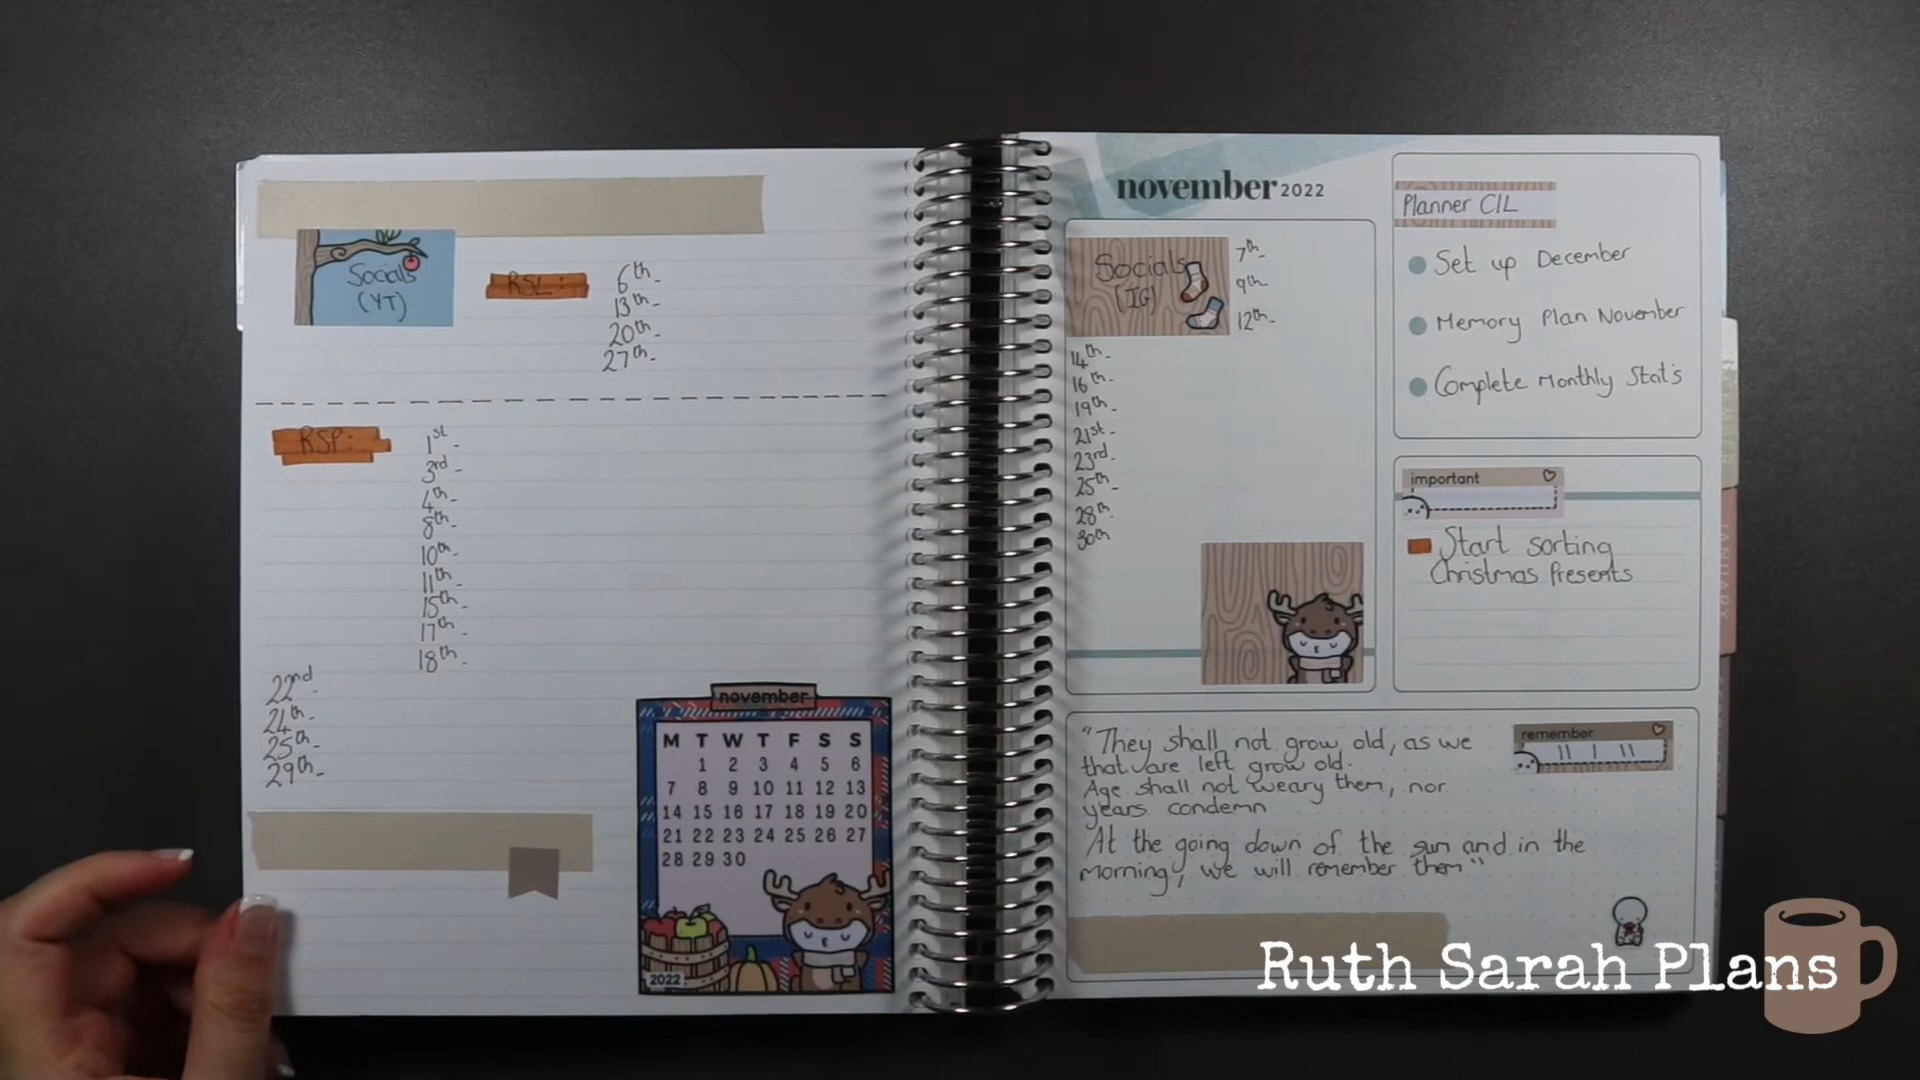 Socials
(YT)
RSL:
6th-
13th-
20th-
27th-
RSP:
1st-
3rd-
4th-
8th-
10th-
11th-
15th-
17th-
18th-
22nd-
24th-
25th-
29th-
november
M T W T F S S
1 2 3 4 5 6
7 8 9 10 11 12 13
14 15 16 17 18 19 20
21 22 23 24 25 26 27
28 29 30
2022
november 2022
Socials
(IG)
7th-
9th-
12th-
14th-
16th-
19th-
21st-
23rd-
25th-
28th-
30th
Planner CIL
Set up December
Memory Plan November
Complete Monthly Stat's
important
Start sorting
Christmas Presents
"They shall not grow old, as we
that are left grow old.
Age shall not weary them, nor
years condemn
At the going down of the sun and in the
morning, we will remember them"
remember
JANUARY
Ruth Sarah Plans